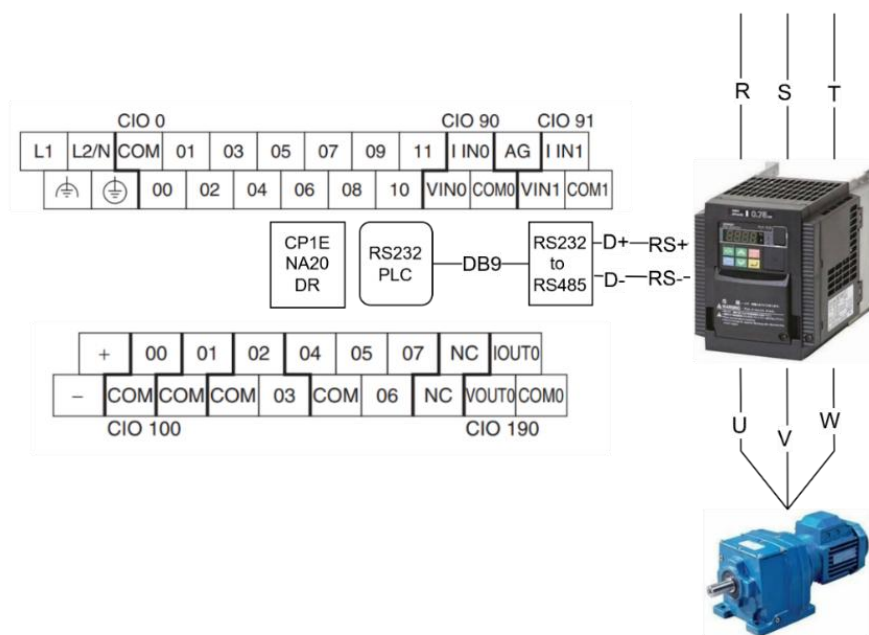 R S T
CIO 0 CIO 90 CIO 91
L1 L2/N COM 01 03 05 07 09 11 I IN0 AG I IN1
00 02 04 06 08 10 VIN0 COM0 VIN1 COM1
CP1E
NA20
DR
RS232
PLC
DB9
RS232
to
RS485
D+ RS+
D- RS-
+ 00 01 02 04 05 07 NC IOUT0
- COM COM COM 03 COM 06 NC VOUT0 COM0
CIO 100 CIO 190
U V W